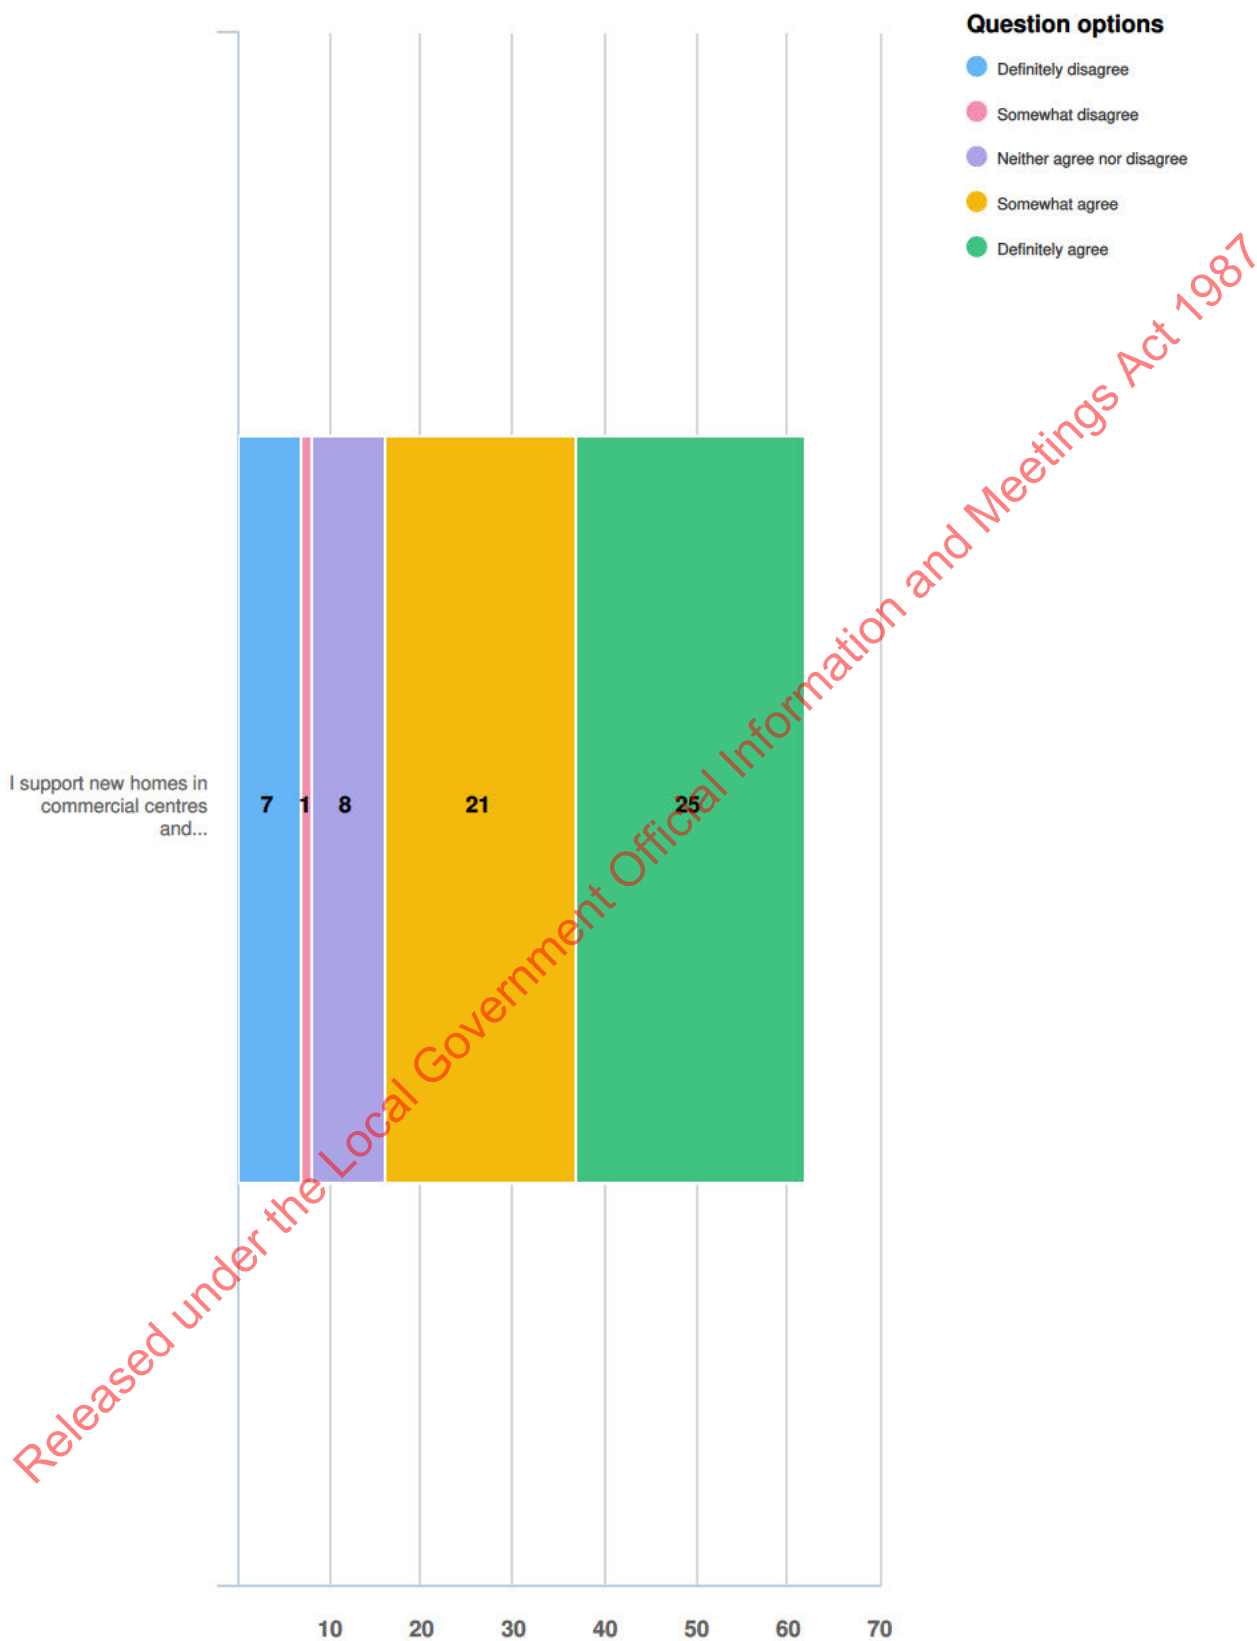 Question options
Definitely disagree
Somewhat disagree
Neither agree nor disagree
Somewhat agree
Definitely agree
I support new homes in
commercial centres
and...
7
1
8
21
25
10
20
30
40
50
60
70
Released under the Local Government Official Information and Meetings Act 1987